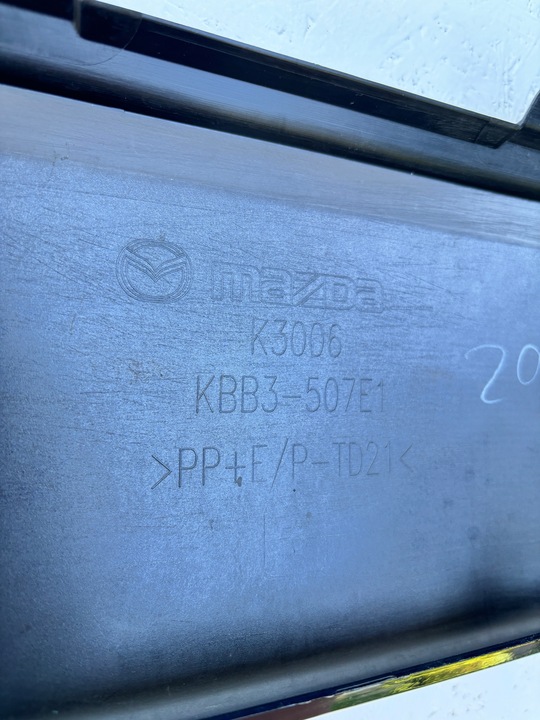 mazda
K3006
KBB3-507E1
>PP+E/P-TD21<
20